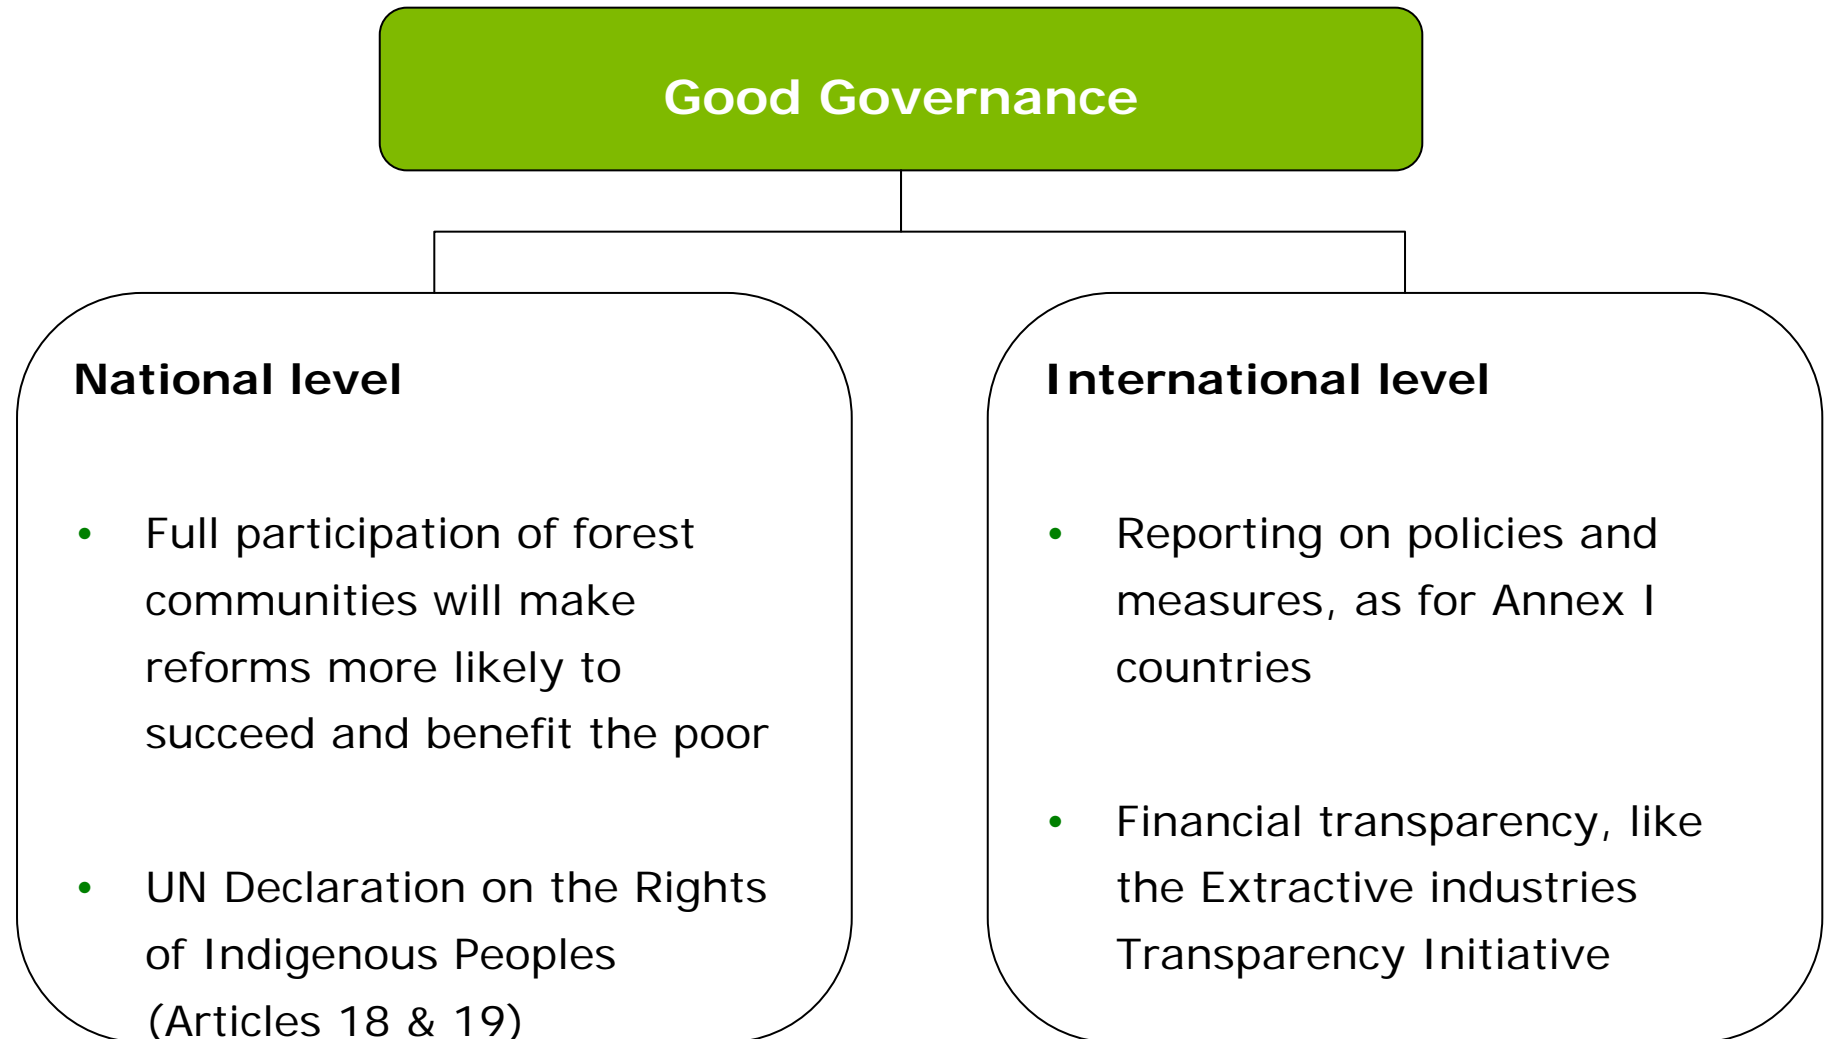 Good Governance
National level
• Full participation of forest
communities will make
reforms more likely to
succeed and benefit the poor
• UN Declaration on the Rights
of Indigenous Peoples
(Articles 18 & 19)
International level
• Reporting on policies and
measures, as for Annex I
countries
• Financial transparency, like
the Extractive industries
Transparency Initiative